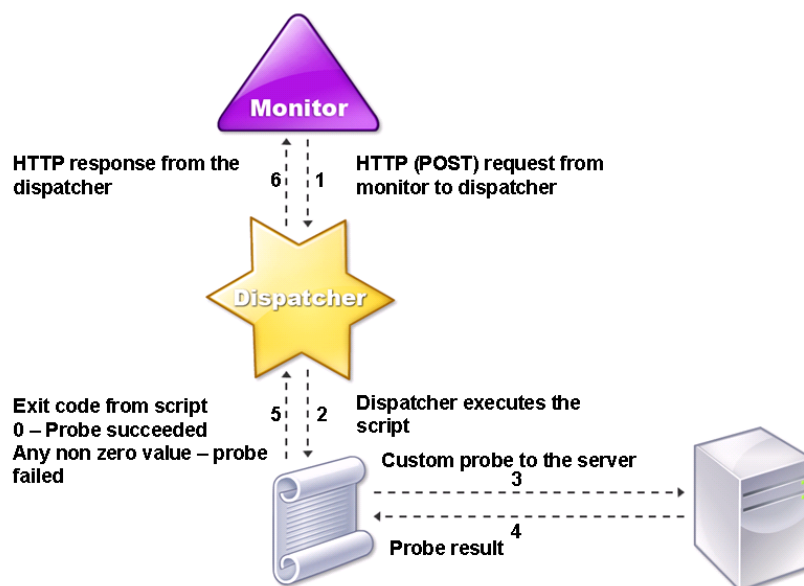 Monitor
HTTP response from the
dispatcher
6
1
HTTP (POST) request from
monitor to dispatcher
Dispatcher
Exit code from script
0 – Probe succeeded
Any non zero value – probe
failed
5
2
Dispatcher executes the
script
Custom probe to the server
3
4
Probe result